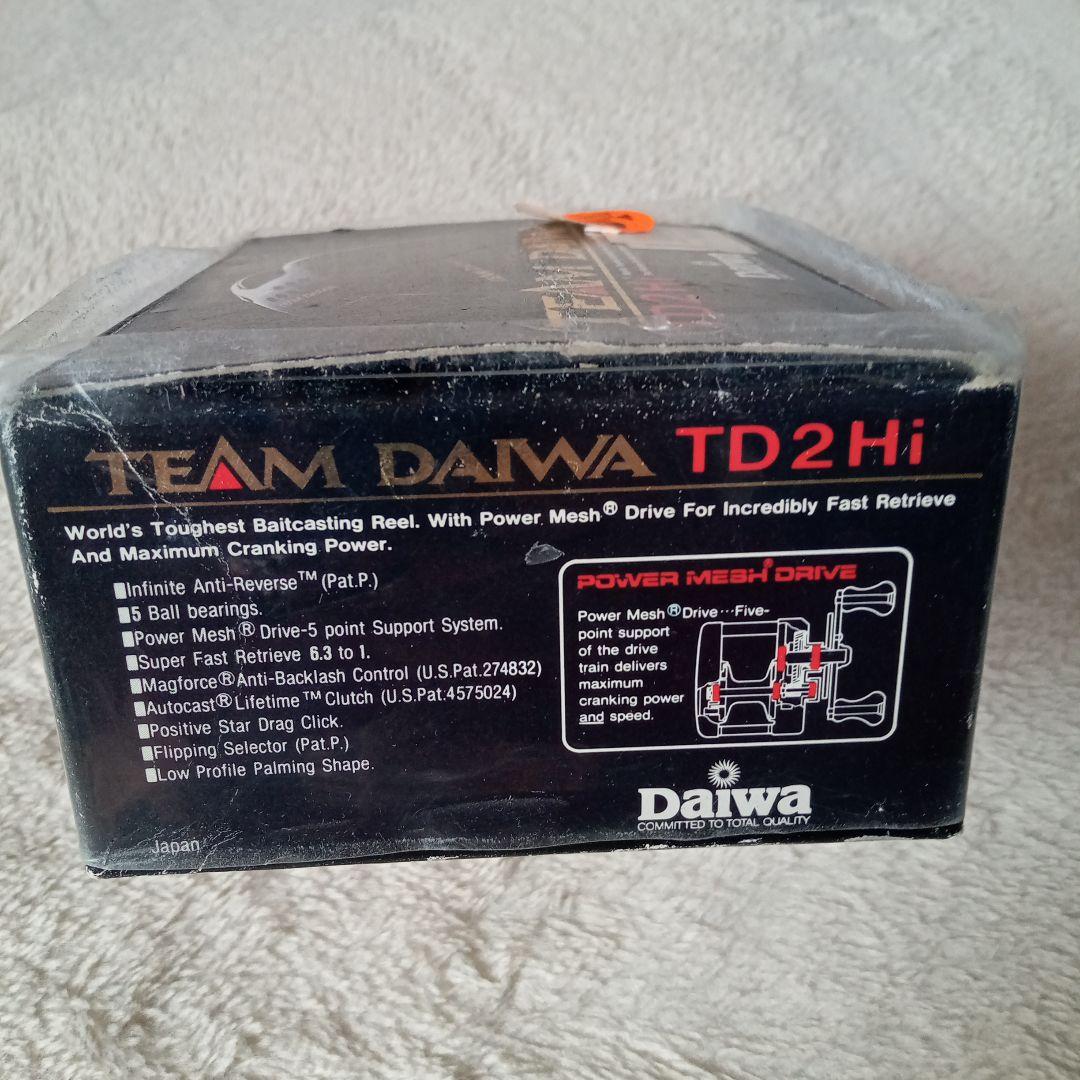 TEAM DAIWA TD2Hi
World's Toughest Baitcasting Reel. With Power Mesh® Drive For Incredibly Fast Retrieve
And Maximum Cranking Power.
Infinite Anti-Reverse™ (Pat.P.)
5 Ball bearings.
Power Mesh® Drive-5 point Support System.
Super Fast Retrieve 6.3 to 1.
Magforce® Anti-Backlash Control (U.S.Pat.274832)
Autocast® Lifetime™ Clutch (U.S.Pat.4575024)
Positive Star Drag Click.
Flipping Selector (Pat.P.)
Low Profile Palming Shape.
POWER MESH® DRIVE
Power Mesh® Drive···Five-
point support
of the drive
train delivers
maximum
cranking power
and speed.
Daiwa
COMMITTED TO TOTAL QUALITY
Japan